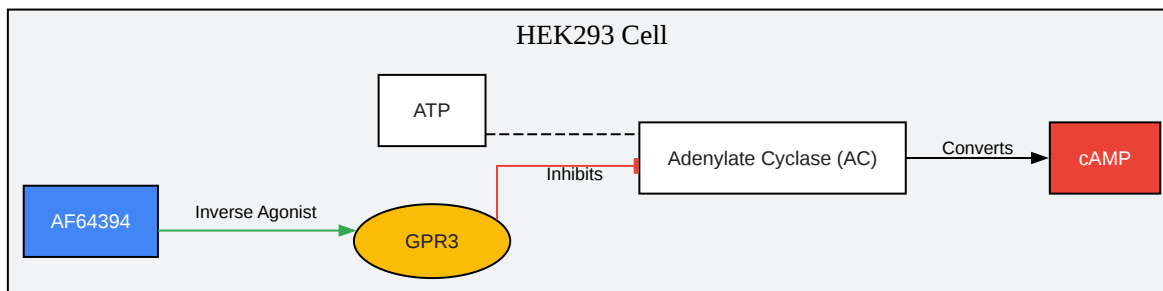 HEK293 Cell
ATP
Adenylate Cyclase (AC)
Converts
cAMP
Inhibits
AF64394
Inverse Agonist
GPR3